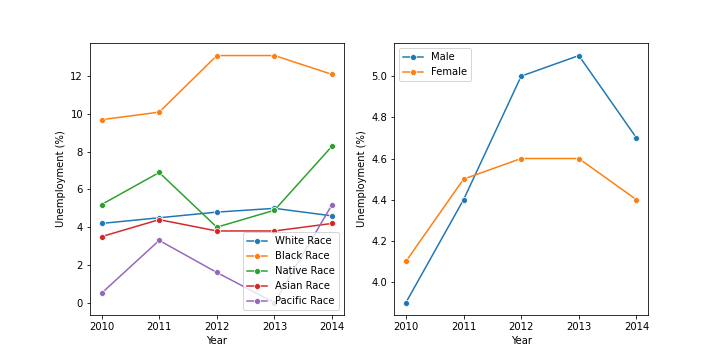 Unemployment (%)
12
10
8
6
4
2
0
2010 2011 2012 2013 2014
Year
White Race
Black Race
Native Race
Asian Race
Pacific Race
Unemployment (%)
5.0
4.8
4.6
4.4
4.2
4.0
2010 2011 2012 2013 2014
Year
Male
Female